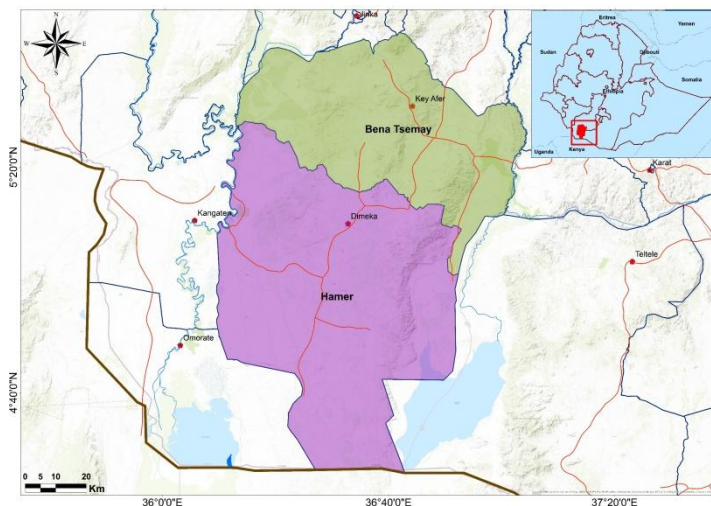 Jinka
N
W E
S
Eritrea
Yemen
Sudan
Djibouti
Somalia
Ethiopia
Uganda
Kenya
Key Afer
Bena Tsemay
Karat
Kangaten
Dimeka
Teltele
Hamer
Omorate
5°20'0"N
4°40'0"N
0 5 10 20
Km
36°0'0"E
36°40'0"E
37°20'0"E